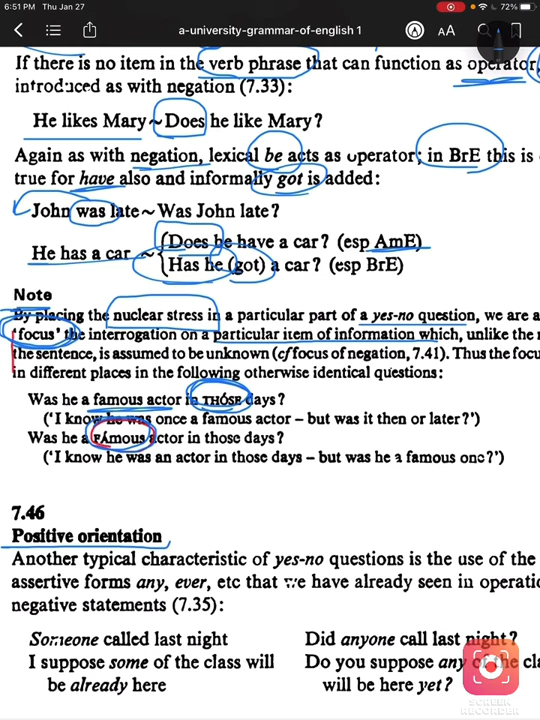 6:51 PM Thu Jan 27
72%
a-university-grammar-of-english 1
AA
If there is no item in the verb phrase that can function as operator,
introduced as with negation (7.33):
He likes Mary ~ Does he like Mary?
Again as with negation, lexical be acts as operator; in BrE this is
true for have also and informally got is added:
John was late ~ Was John late?
He has a car ~ {Does he have a car? (esp AmE)
{Has he (got) a car? (esp BrE)
Note
By placing the nuclear stress in a particular part of a yes-no question, we are a
'focus' the interrogation on a particular item of information which, unlike the
the sentence, is assumed to be unknown (cf focus of negation, 7.41). Thus the focu
in different places in the following otherwise identical questions:
Was he a famous actor in THÓSE days?
('I know he was once a famous actor – but was it then or later?')
Was he a FÁmous actor in those days?
('I know he was an actor in those days – but was he a famous one?')
7.46
Positive orientation
Another typical characteristic of yes-no questions is the use of the
assertive forms any, ever, etc that we have already seen in operati
negative statements (7.35):
Someone called last night Did anyone call last night?
I suppose some of the class will Do you suppose any of the cl
be already here will be here yet?
SCREEN
RECORDER